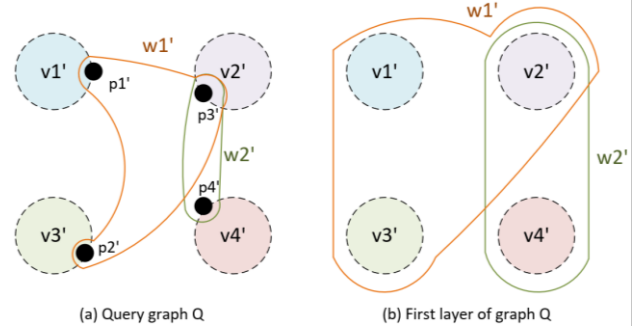 w1'
v1'
p1'
v2'
p3'
w2'
p4'
v3'
p2'
v4'
(a) Query graph Q
w1'
v1'
v2'
w2'
v3'
v4'
(b) First layer of graph Q